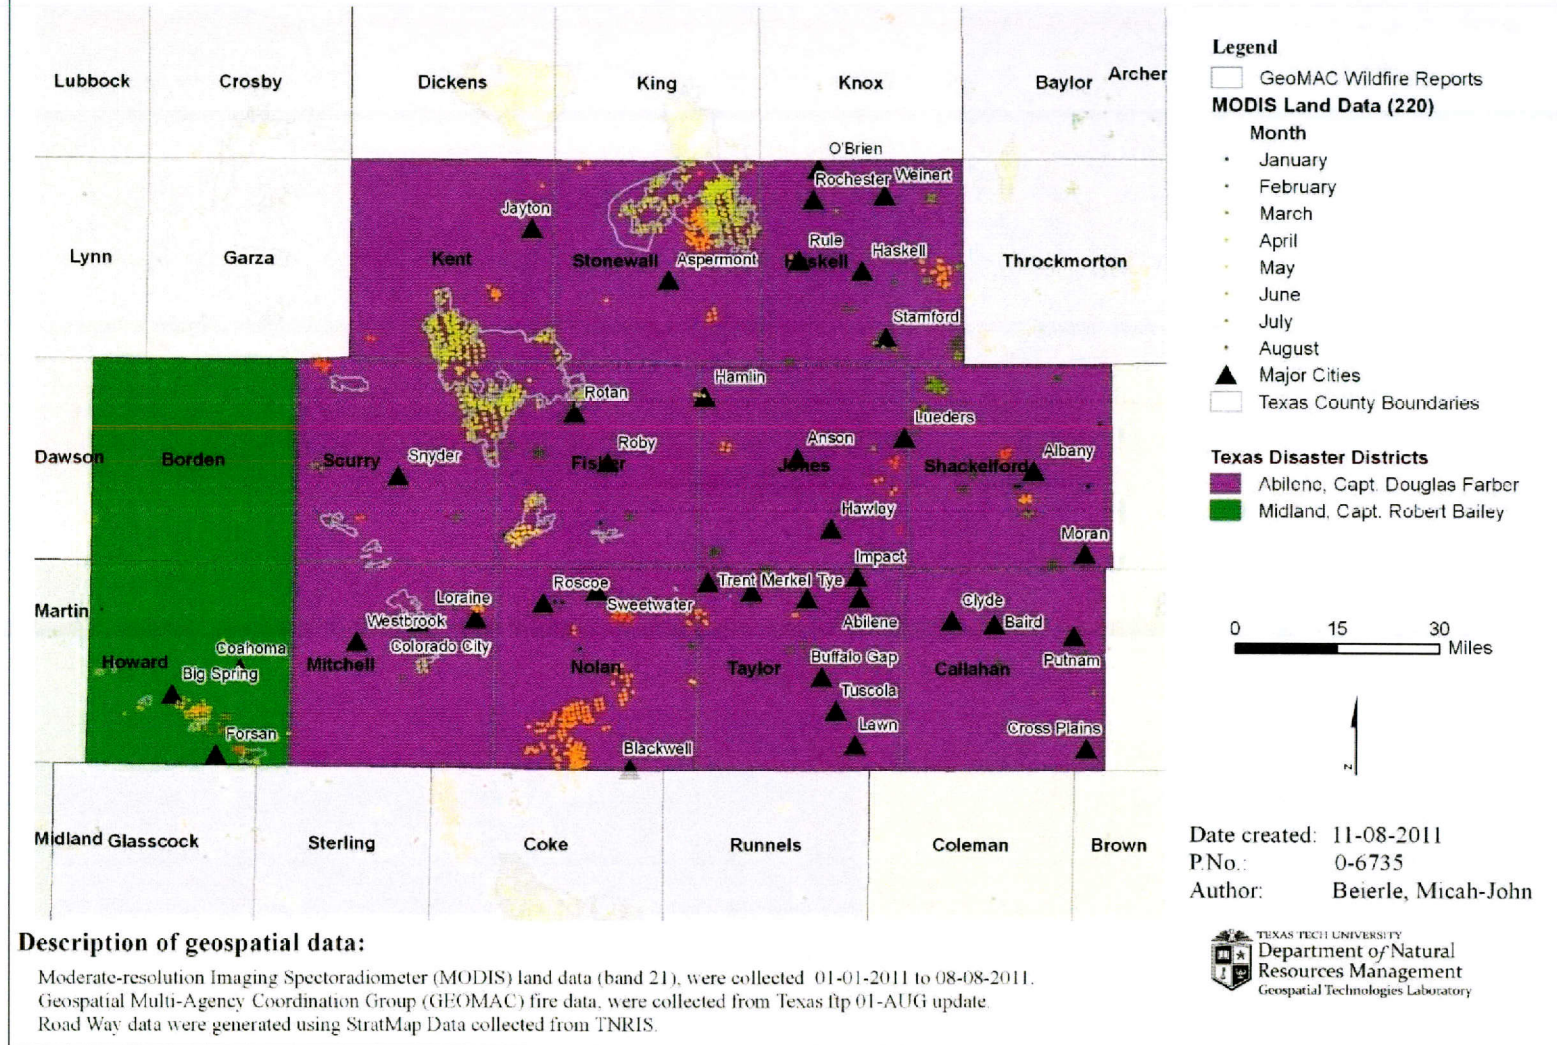 Lubbock Crosby Dickens King Knox Baylor Archer
O'Brien
Rochester Weinert
Jayton
Lynn Garza Kent Stonewall Aspermont Rule Haskell Haskell Throckmorton
Stamford
Hamlin
Rotan
Lueders
Dawson Borden Scurry Snyder Fisher Roby Anson Jones Shackelford Albany
Hawley
Moran
Impact
Martin Loraine Roscoe Sweetwater Trent Merkel Tye Abilene Clyde Baird
Westbrook
Colorado City
Putnam
Howard Coahoma Mitchell Nolan Taylor Buffalo Gap Callahan
Big Spring
Tuscola
Forsan Blackwell Lawn Cross Plains
Midland Glasscock Sterling Coke Runnels Coleman Brown
Legend
GeoMAC Wildfire Reports
MODIS Land Data (220)
Month
January
February
March
April
May
June
July
August
Major Cities
Texas County Boundaries
Texas Disaster Districts
Abilene, Capt. Douglas Farber
Midland, Capt. Robert Bailey
0 15 30
Miles
N
Date created: 11-08-2011
P.No.: 0-6735
Author: Beierle, Micah-John
TEXAS TECH UNIVERSITY
Department of Natural
Resources Management
Geospatial Technologies Laboratory
Description of geospatial data:
Moderate-resolution Imaging Spectoradiometer (MODIS) land data (band 21), were collected 01-01-2011 to 08-08-2011.
Geospatial Multi-Agency Coordination Group (GEOMAC) fire data, were collected from Texas ftp 01-AUG update.
Road Way data were generated using StratMap Data collected from TNRIS.